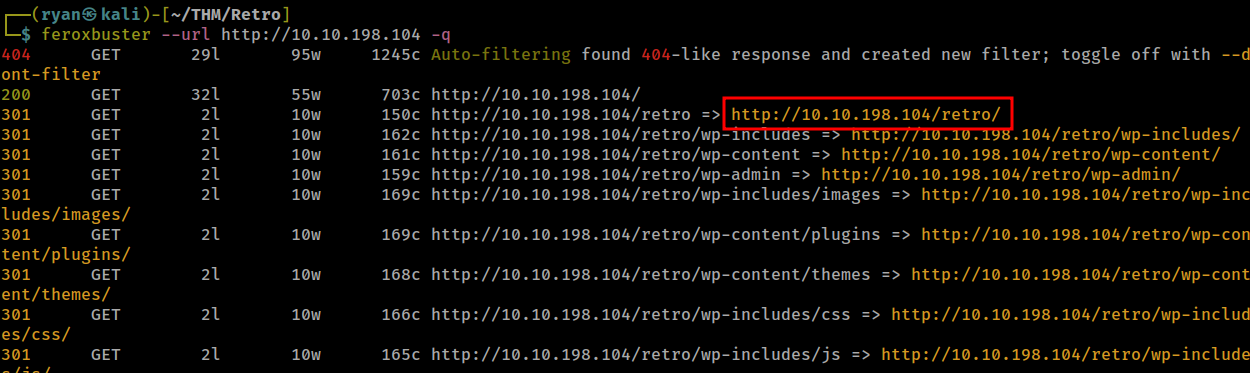 ┌──(ryan㉿kali)-[~/THM/Retro]
└─$ feroxbuster --url http://10.10.198.104 -q
404      GET       29l       95w     1245c Auto-filtering found 404-like response and created new filter; toggle off with --d
ont-filter
200      GET       32l       55w      703c http://10.10.198.104/
301      GET        2l       10w      150c http://10.10.198.104/retro => http://10.10.198.104/retro/
301      GET        2l       10w      162c http://10.10.198.104/retro/wp-includes => http://10.10.198.104/retro/wp-includes/
301      GET        2l       10w      161c http://10.10.198.104/retro/wp-content => http://10.10.198.104/retro/wp-content/
301      GET        2l       10w      159c http://10.10.198.104/retro/wp-admin => http://10.10.198.104/retro/wp-admin/
301      GET        2l       10w      169c http://10.10.198.104/retro/wp-includes/images => http://10.10.198.104/retro/wp-inc
ludes/images/
301      GET        2l       10w      169c http://10.10.198.104/retro/wp-content/plugins => http://10.10.198.104/retro/wp-con
tent/plugins/
301      GET        2l       10w      168c http://10.10.198.104/retro/wp-content/themes => http://10.10.198.104/retro/wp-cont
ent/themes/
301      GET        2l       10w      166c http://10.10.198.104/retro/wp-includes/css => http://10.10.198.104/retro/wp-includ
es/css/
301      GET        2l       10w      165c http://10.10.198.104/retro/wp-includes/js => http://10.10.198.104/retro/wp-include
s/js/